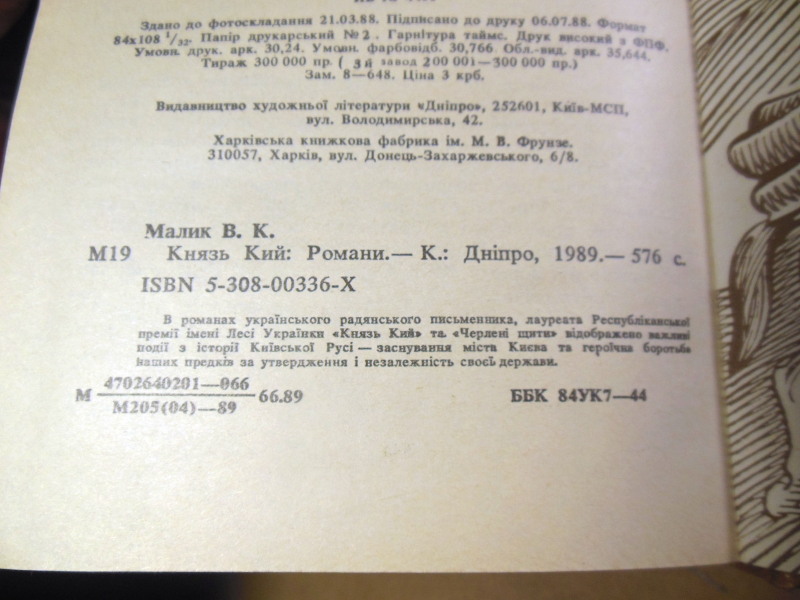 Здано до фотоскладання 21.03.88. Підписано до друку 06.07.88. Формат
84х108 1/32. Папір друкарський №2. Гарнітура таймс. Друк високий з ФПФ.
Умовн. друк. арк. 30,24. Умовн. фарбовідб. 30,766. Обл.-вид. арк. 35,644.
Тираж 300 000 пр. ( 3й завод 200 001—300 000 пр.)
Зам. 8—648. Ціна 3 крб.
Видавництво художньої літератури «Дніпро», 252601, Київ-МСП,
вул. Володимирська, 42.
Харківська книжкова фабрика ім. М. В. Фрунзе.
310057, Харків, вул. Донець-Захаржевського, 6/8.
Малик В. К.
М19 Князь Кий: Романи.— К.: Дніпро, 1989.— 576 с.
ISBN 5-308-00336-X
В романах українського радянського письменника, лауреата Республіканської
премії імені Лесі Українки «Князь Кий» та «Черлені щити» відображено важливі
події з історії Київської Русі — заснування міста Києва та героїчна боротьба
наших предків за утвердження і незалежність своєї держави.
М 4702640201—066 66.89
М205(04)—89
ББК 84УК7—44